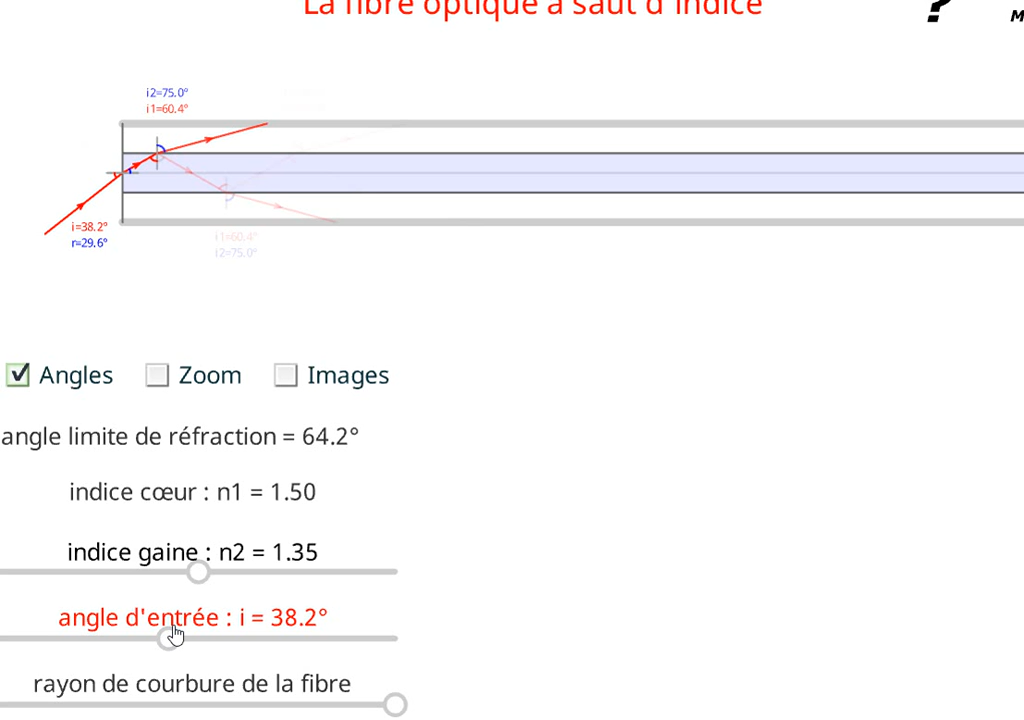 La fibre optique à saut d'indice
?
M
i2=75.0°
i1=60.4°
i=38.2°
r=29.6°
i1=60.4°
i2=75.0°
Angles
Zoom
Images
angle limite de réfraction = 64.2°
indice cœur : n1 = 1.50
indice gaine : n2 = 1.35
angle d'entrée : i = 38.2°
rayon de courbure de la fibre